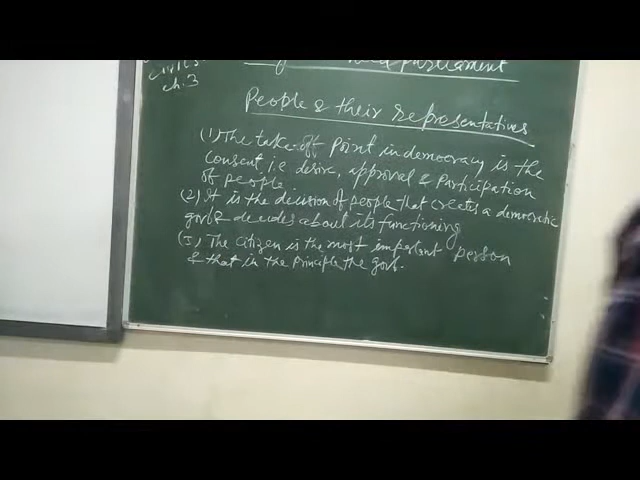 Civics
ch.3
parliament
People & their representatives
(1) The take-off point in democracy is the
consent i.e desire, approval & Participation
of people
(2) It is the decision of people that creates a democratic
govt & decides about its functioning
(3) The citizen is the most important person
& that in the principle the govt.